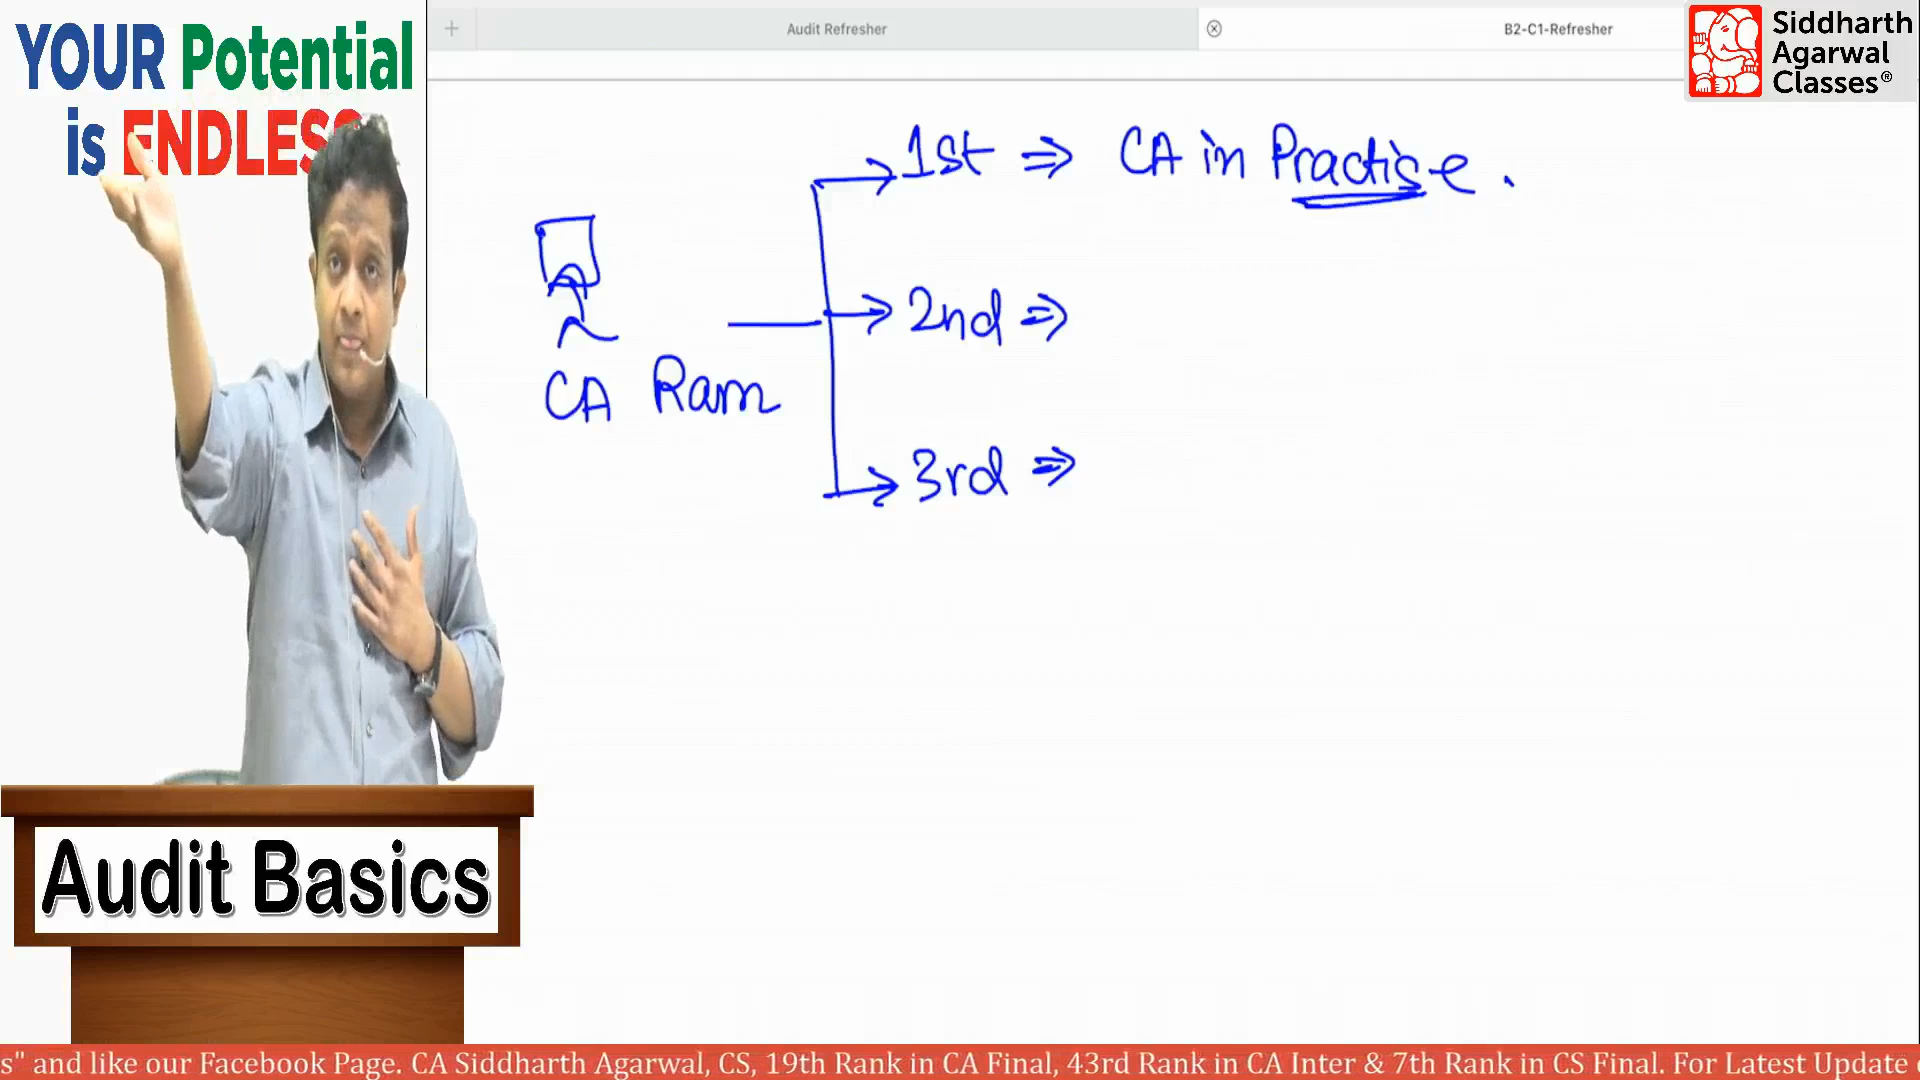 YOUR Potential
is ENDLESS
Audit Refresher
B2-C1-Refresher
Siddharth
Agarwal
Classes®
1st ⇒ CA in Practise.
2nd ⇒
CA Ram
3rd ⇒
Audit Basics
s" and like our Facebook Page. CA Siddharth Agarwal, CS, 19th Rank in CA Final, 43rd Rank in CA Inter & 7th Rank in CS Final. For Latest Update